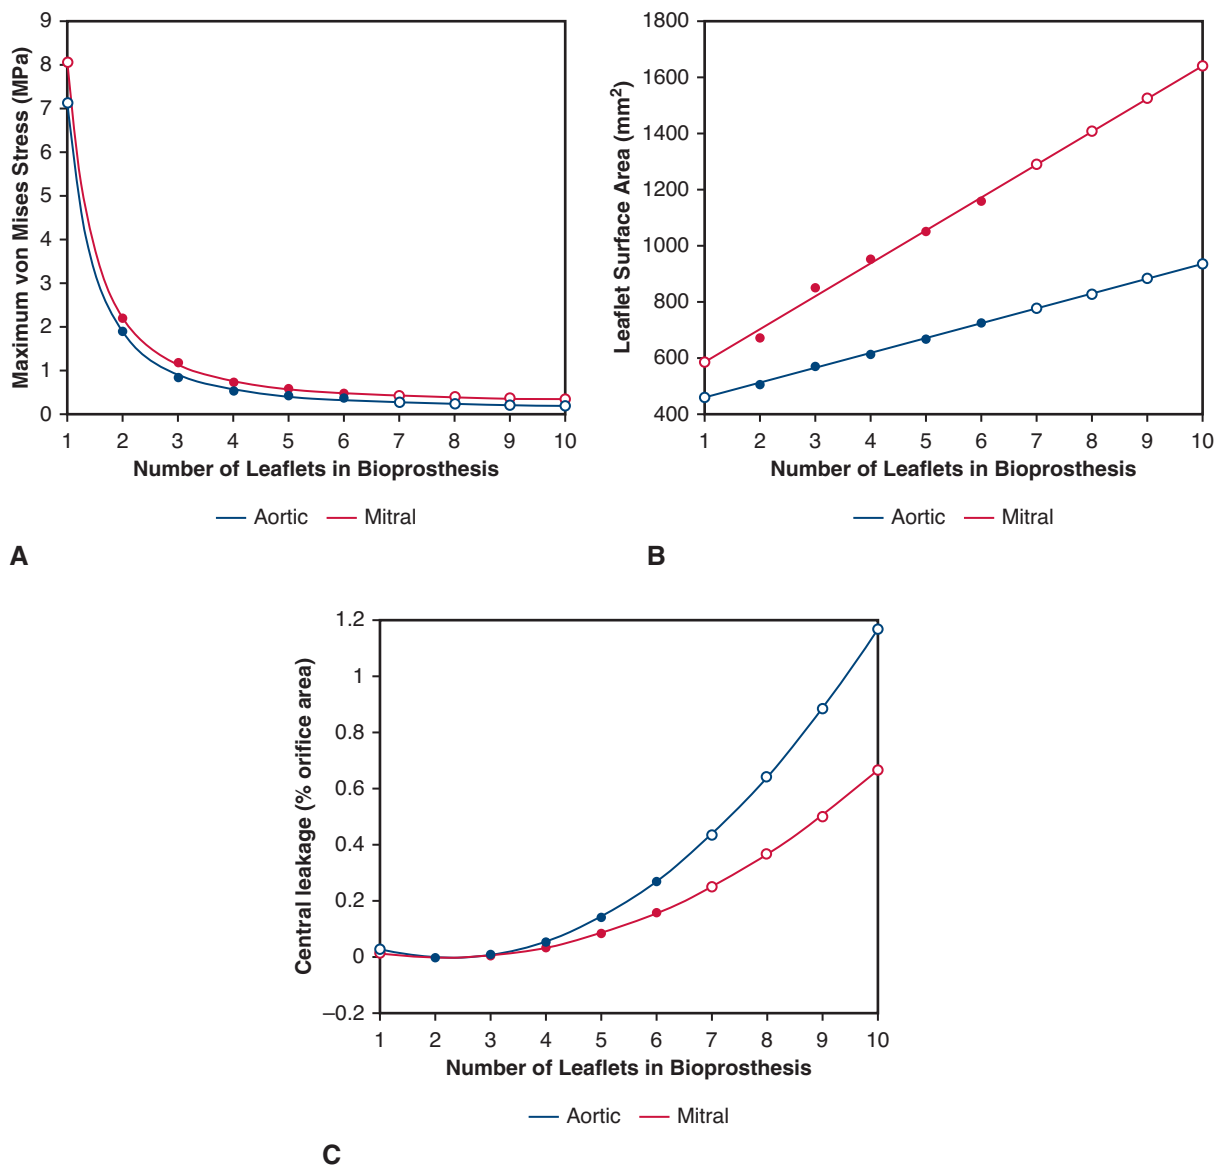 9
8
7
6
5
4
3
2
1
0
Maximum von Mises Stress (MPa)
1 2 3 4 5 6 7 8 9 10
Number of Leaflets in Bioprosthesis
Aortic Mitral
A
1800
1600
1400
1200
1000
800
600
400
Leaflet Surface Area (mm²)
1 2 3 4 5 6 7 8 9 10
Number of Leaflets in Bioprosthesis
Aortic Mitral
B
1.2
1
0.8
0.6
0.4
0.2
0
−0.2
Central leakage (% orifice area)
1 2 3 4 5 6 7 8 9 10
Number of Leaflets in Bioprosthesis
Aortic Mitral
C